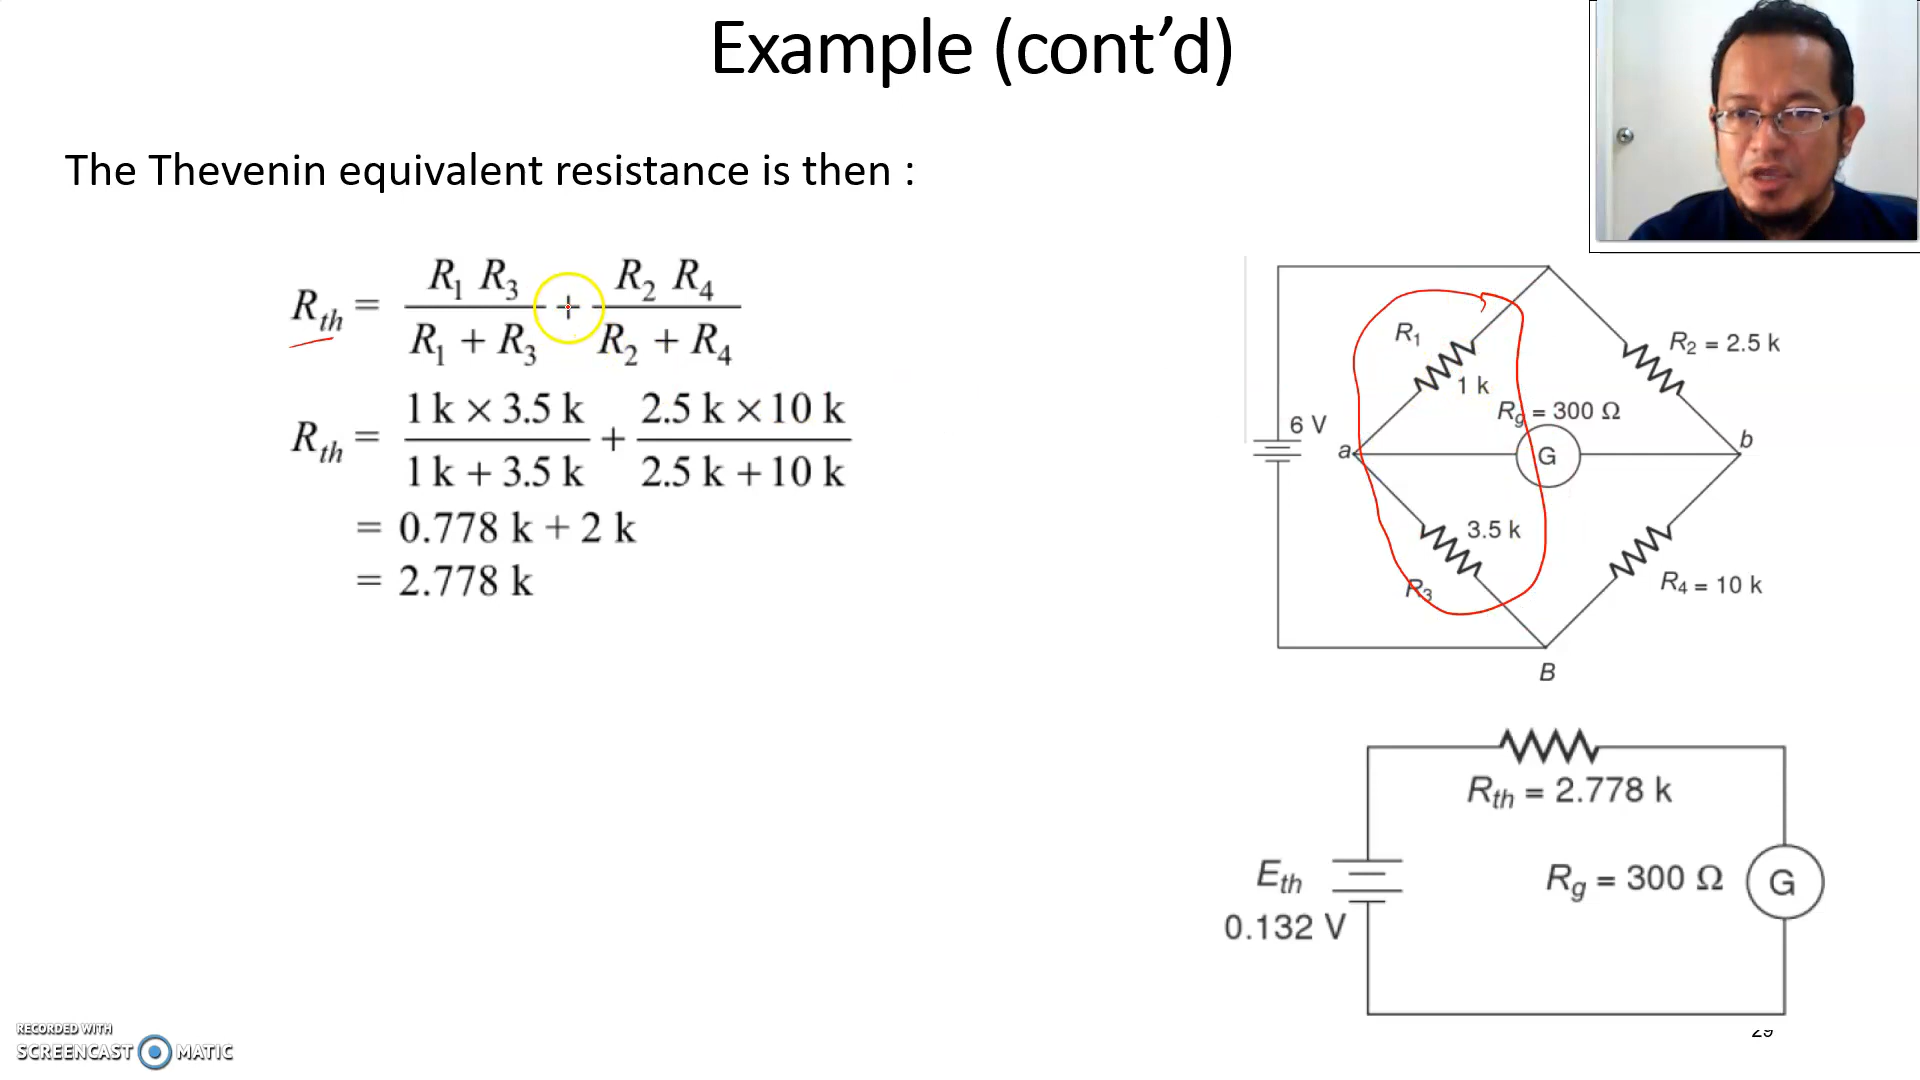 Example (cont’d)
The Thevenin equivalent resistance is then :
R_th = R_1 R_3 / R_1 + R_3 + R_2 R_4 / R_2 + R_4
R_th = 1 k × 3.5 k / 1 k + 3.5 k + 2.5 k × 10 k / 2.5 k + 10 k
= 0.778 k + 2 k
= 2.778 k
R_1
1 k
R_2 = 2.5 k
R_g = 300 Ω
6 V
a
G
b
3.5 k
R_3
R_4 = 10 k
B
R_th = 2.778 k
E_th
0.132 V
R_g = 300 Ω
G
RECORDED WITH
SCREENCAST MATIC
29